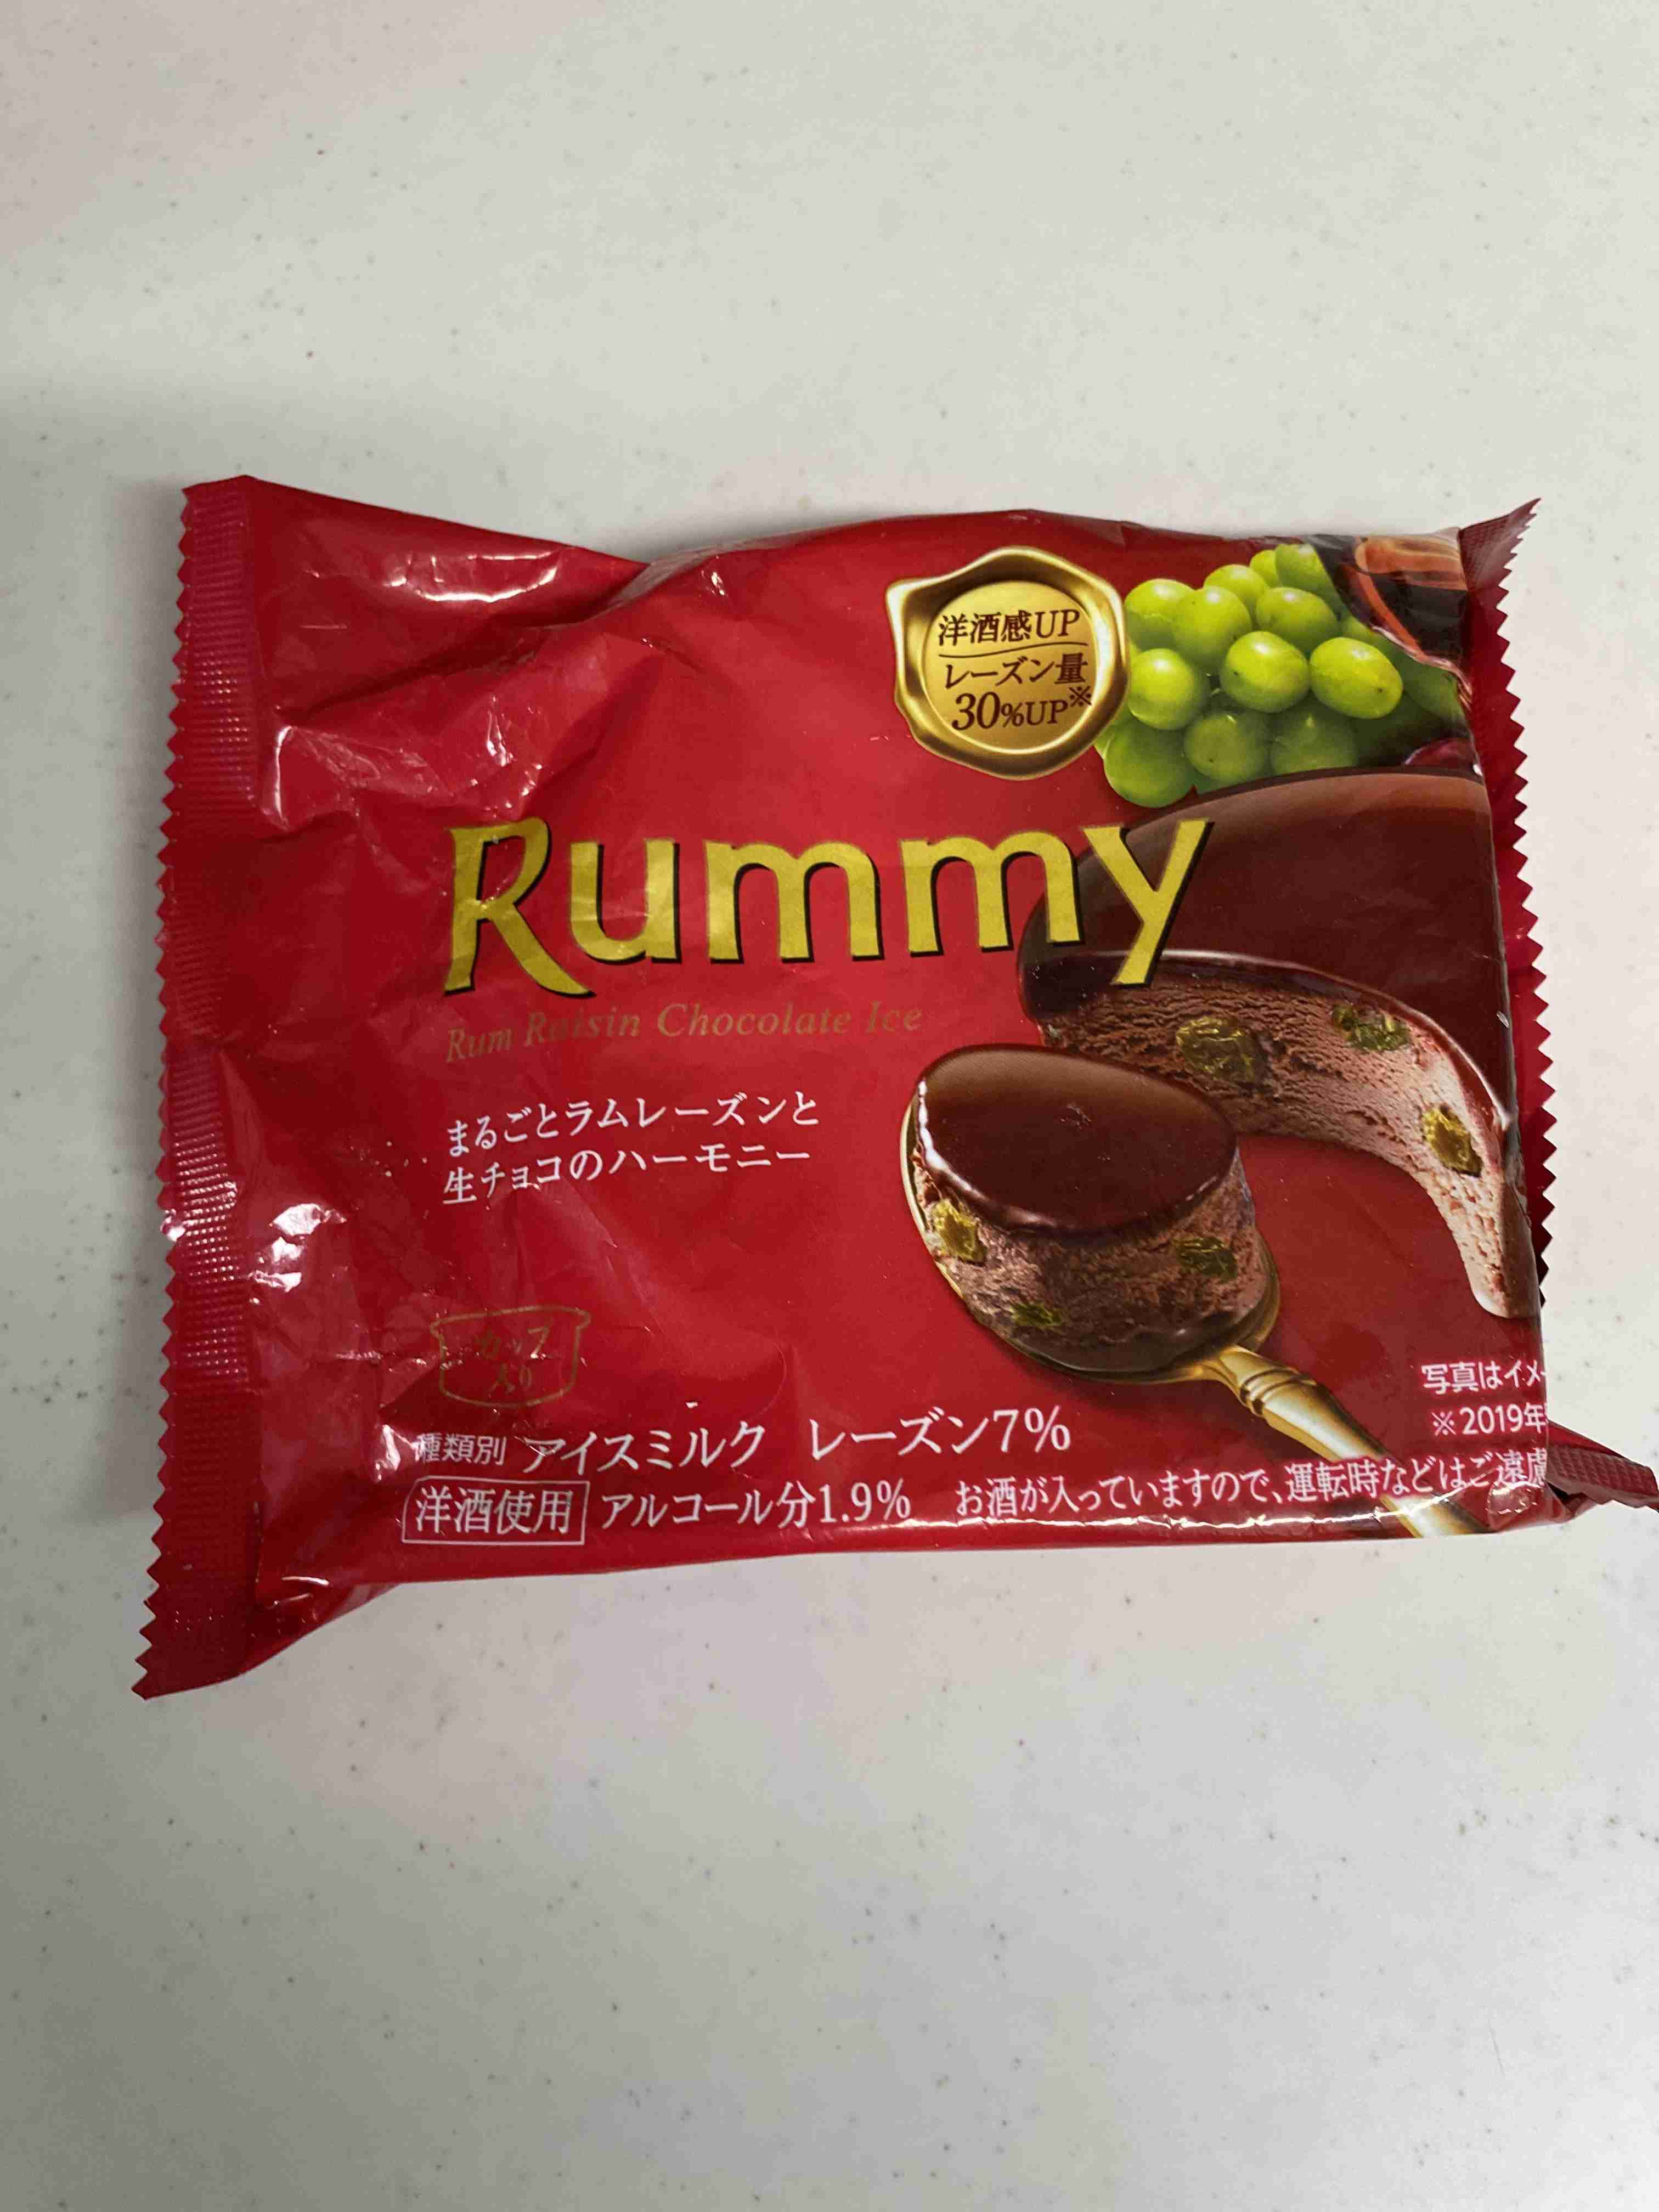 洋酒感UP
レーズン量
30%UP※
Rummy
Rum Raisin Chocolate Ice
まるごとラムレーズンと
生チョコのハーモニー
カップ
入り
種類別 アイスミルク レーズン7%
写真はイメー
※2019年
洋酒使用 アルコール分1.9% お酒が入っていますので、運転時などはご遠慮